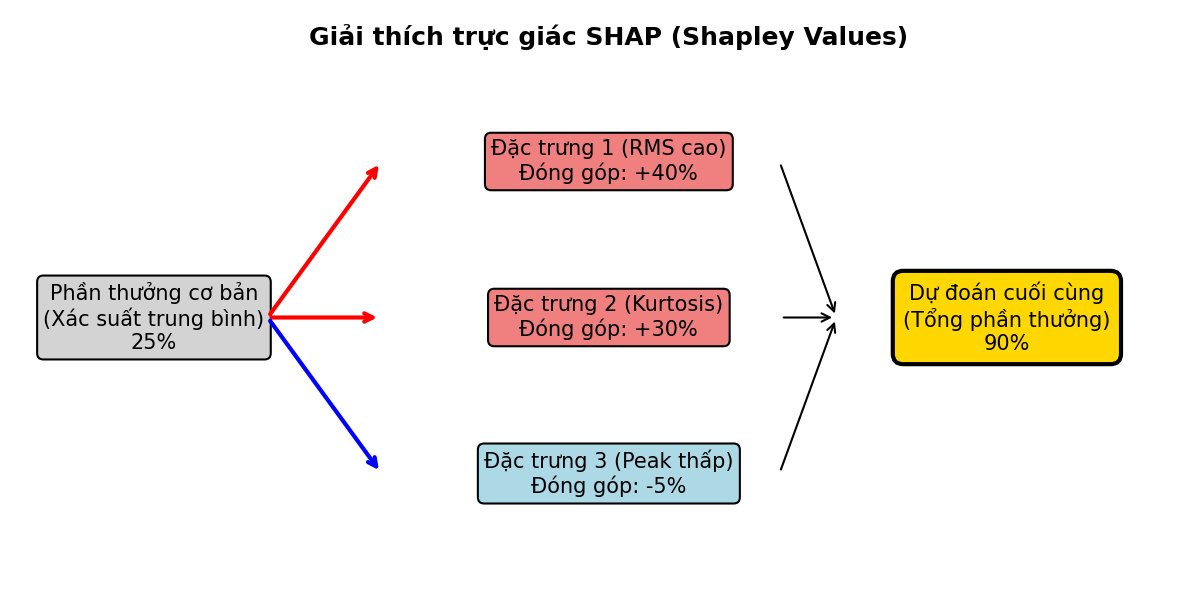 Giải thích trực giác SHAP (Shapley Values)
Đặc trưng 1 (RMS cao)
Đóng góp: +40%
Phần thưởng cơ bản
(Xác suất trung bình)
25%
Đặc trưng 2 (Kurtosis)
Đóng góp: +30%
Dự đoán cuối cùng
(Tổng phần thưởng)
90%
Đặc trưng 3 (Peak thấp)
Đóng góp: -5%